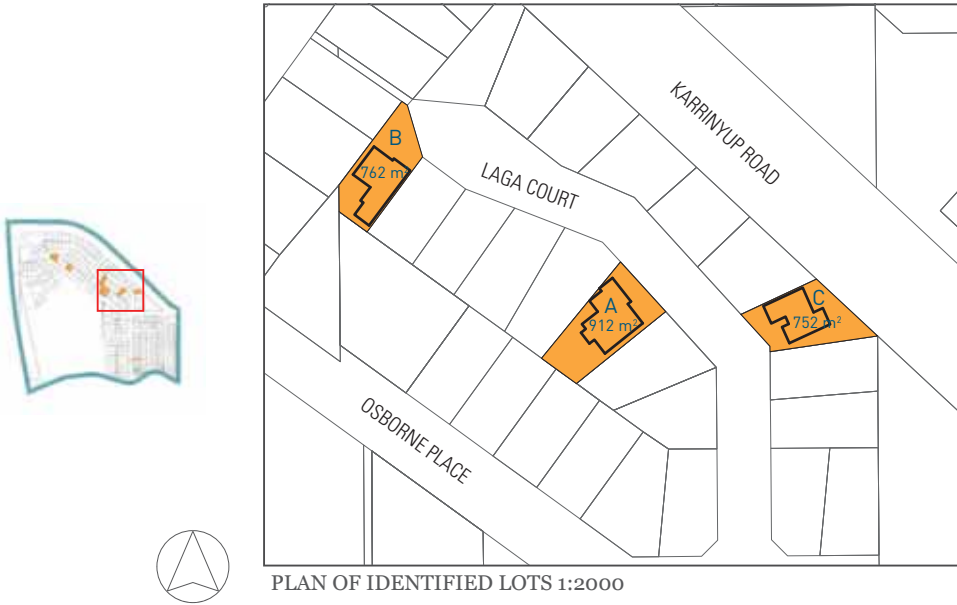 KARRINYUP ROAD
B
762 m²
LAGA COURT
A
912 m²
C
752 m²
OSBORNE PLACE
PLAN OF IDENTIFIED LOTS 1:2000